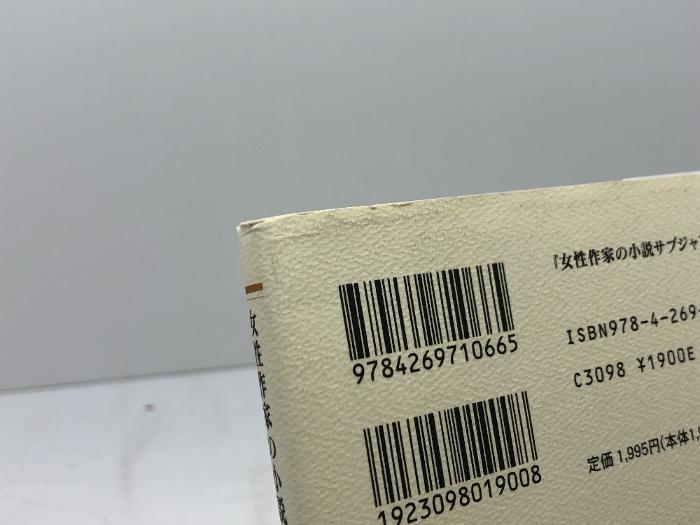 女性作家の小説
『女性作家の小説サブジャ
9784269710665
ISBN978-4-269-
C3098 ¥1900E
1923098019008
定価1,995円(本体1,9